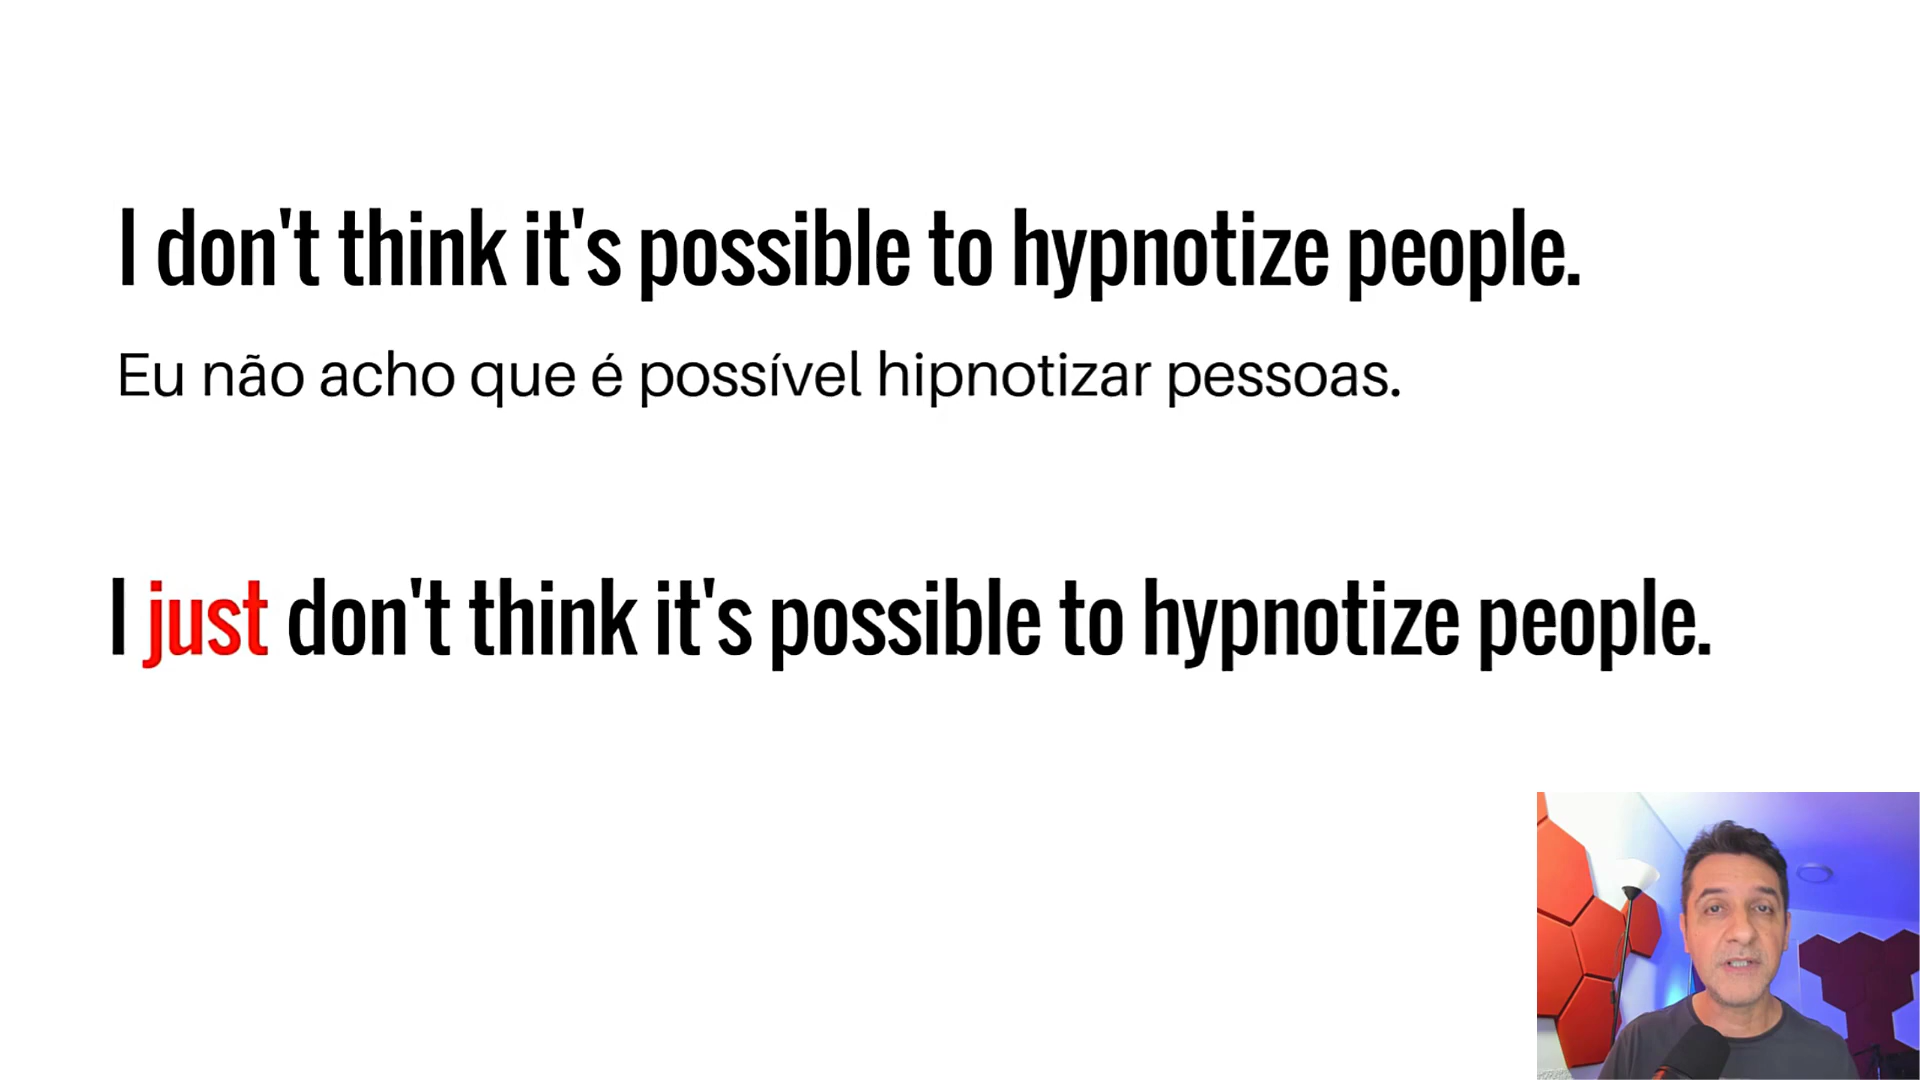 I don't think it's possible to hypnotize people.
Eu não acho que é possível hipnotizar pessoas.
I just don't think it's possible to hypnotize people.